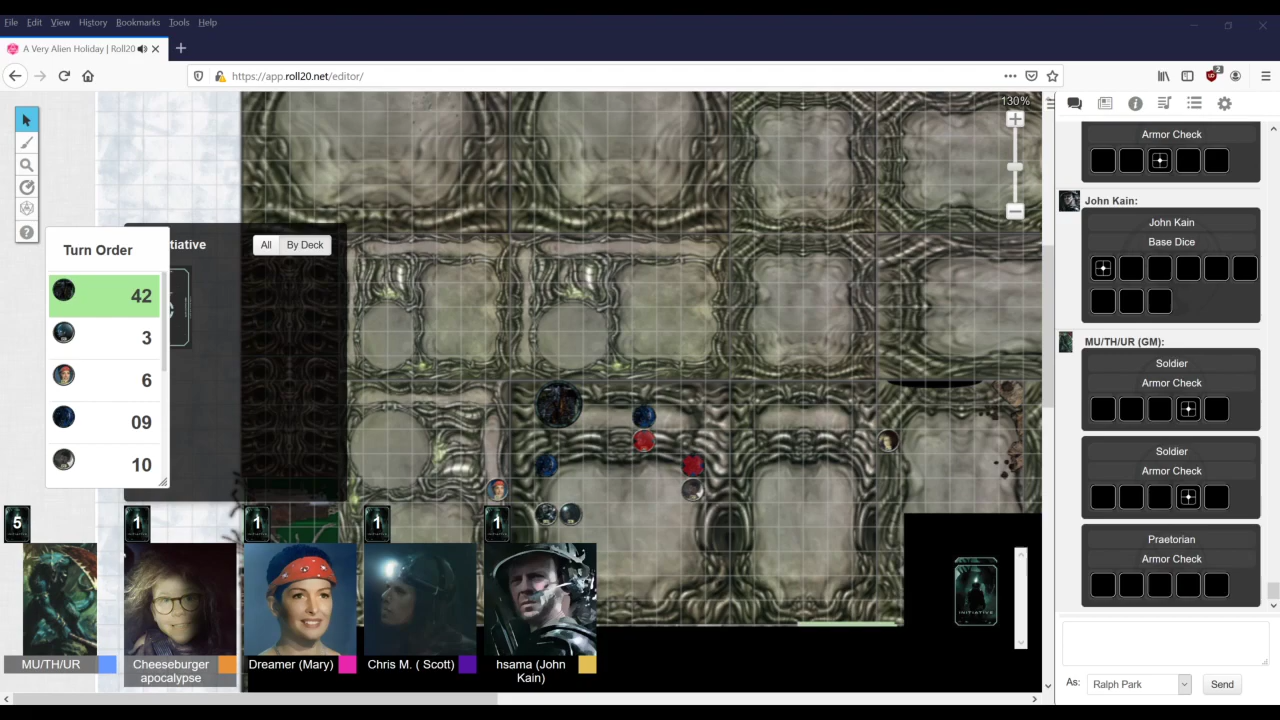 File Edit View History Bookmarks Tools Help
A Very Alien Holiday | Roll20
https://app.roll20.net/editor/
2
130%
Turn Order
42
3
6
09
10
itiative
All
By Deck
5
1
1
1
1
MU/TH/UR
Cheeseburger
apocalypse
Dreamer (Mary)
Chris M. ( Scott)
hsama (John
Kain)
INITIATIVE
Armor Check
John Kain:
John Kain
Base Dice
MU/TH/UR (GM):
Soldier
Armor Check
Soldier
Armor Check
Praetorian
Armor Check
As:
Ralph Park
Send